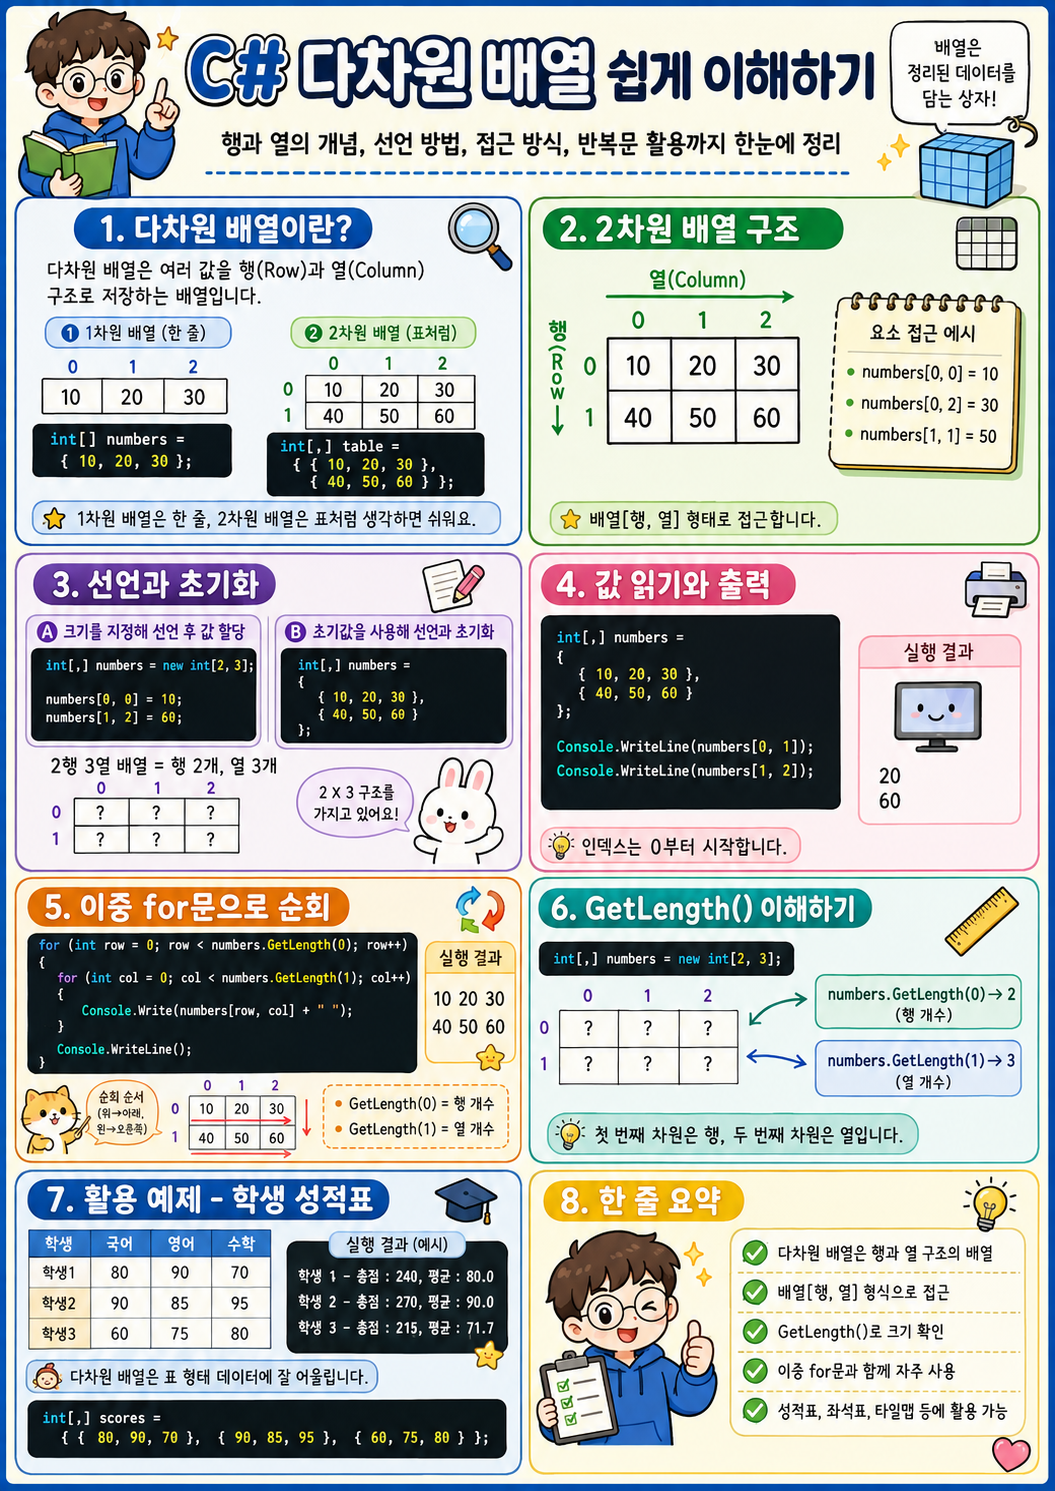 C# 다차원 배열 쉽게 이해하기
행과 열의 개념, 선언 방법, 접근 방식, 반복문 활용까지 한눈에 정리
배열은
정리된 데이터를
담는 상자!
1. 다차원 배열이란?
다차원 배열은 여러 값을 행(Row)과 열(Column)
구조로 저장하는 배열입니다.
1 1차원 배열 (한 줄)
0 1 2
10 20 30
int[] numbers =
{ 10, 20, 30 };
2 2차원 배열 (표처럼)
0 1 2
0 10 20 30
1 40 50 60
int[,] table =
{ { 10, 20, 30 },
{ 40, 50, 60 } };
1차원 배열은 한 줄, 2차원 배열은 표처럼 생각하면 쉬워요.
2. 2차원 배열 구조
열(Column)
행(Row)
0 1 2
0 10 20 30
1 40 50 60
요소 접근 예시
• numbers[0, 0] = 10
• numbers[0, 2] = 30
• numbers[1, 1] = 50
배열[행, 열] 형태로 접근합니다.
3. 선언과 초기화
A 크기를 지정해 선언 후 값 할당
int[,] numbers = new int[2, 3];
numbers[0, 0] = 10;
numbers[1, 2] = 60;
B 초기값을 사용해 선언과 초기화
int[,] numbers =
{
{ 10, 20, 30 },
{ 40, 50, 60 }
};
2행 3열 배열 = 행 2개, 열 3개
0 1 2
0 ? ? ?
1 ? ? ?
2 X 3 구조를
가지고 있어요!
4. 값 읽기와 출력
int[,] numbers =
{
{ 10, 20, 30 },
{ 40, 50, 60 }
};
Console.WriteLine(numbers[0, 1]);
Console.WriteLine(numbers[1, 2]);
실행 결과
20
60
인덱스는 0부터 시작합니다.
5. 이중 for문으로 순회
for (int row = 0; row < numbers.GetLength(0); row++)
{
for (int col = 0; col < numbers.GetLength(1); col++)
{
Console.Write(numbers[row, col] + " ");
}
Console.WriteLine();
}
실행 결과
10 20 30
40 50 60
순회 순서
(위→아래,
왼→오른쪽)
0 1 2
0 10 20 30
1 40 50 60
• GetLength(0) = 행 개수
• GetLength(1) = 열 개수
6. GetLength() 이해하기
int[,] numbers = new int[2, 3];
0 1 2
0 ? ? ?
1 ? ? ?
numbers.GetLength(0)→ 2
(행 개수)
numbers.GetLength(1)→ 3
(열 개수)
첫 번째 차원은 행, 두 번째 차원은 열입니다.
7. 활용 예제 - 학생 성적표
학생 국어 영어 수학
학생1 80 90 70
학생2 90 85 95
학생3 60 75 80
실행 결과 (예시)
학생 1 - 총점 : 240, 평균 : 80.0
학생 2 - 총점 : 270, 평균 : 90.0
학생 3 - 총점 : 215, 평균 : 71.7
다차원 배열은 표 형태 데이터에 잘 어울립니다.
int[,] scores =
{ { 80, 90, 70 }, { 90, 85, 95 }, { 60, 75, 80 } };
8. 한 줄 요약
다차원 배열은 행과 열 구조의 배열
배열[행, 열] 형식으로 접근
GetLength()로 크기 확인
이중 for문과 함께 자주 사용
성적표, 좌석표, 타일맵 등에 활용 가능